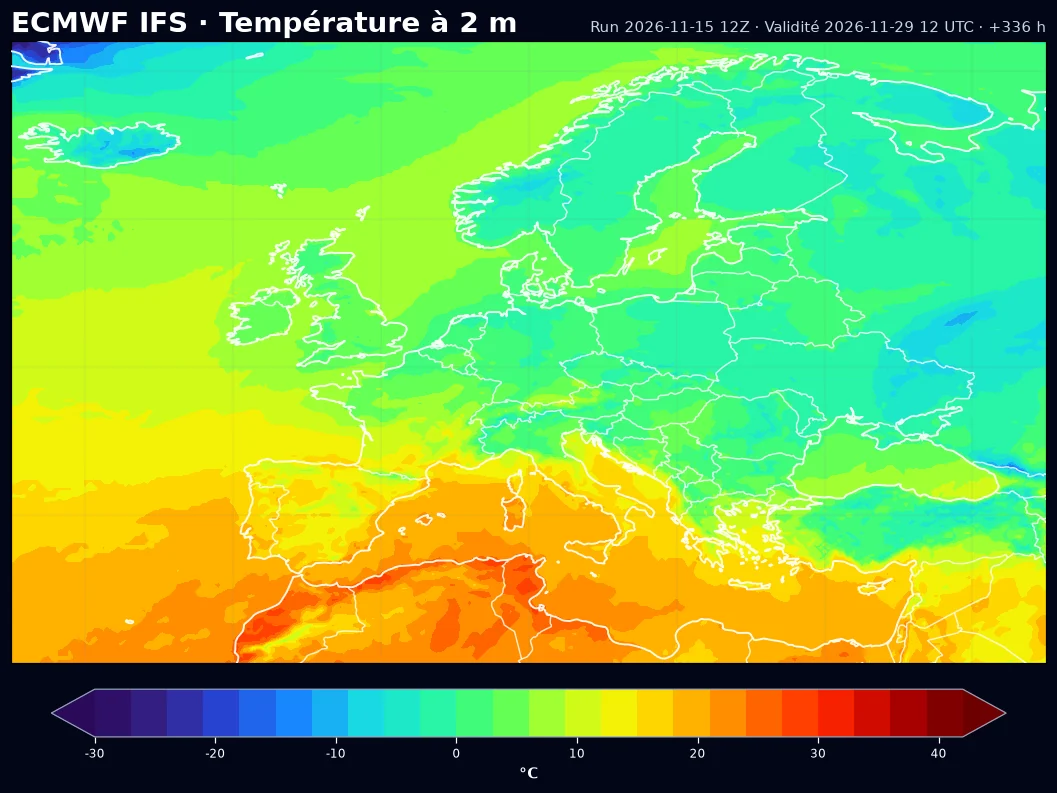 ECMWF IFS · Température à 2 m
Run 2026-11-15 12Z · Validité 2026-11-29 12 UTC · +336 h
-30 -20 -10 0 10 20 30 40
°C